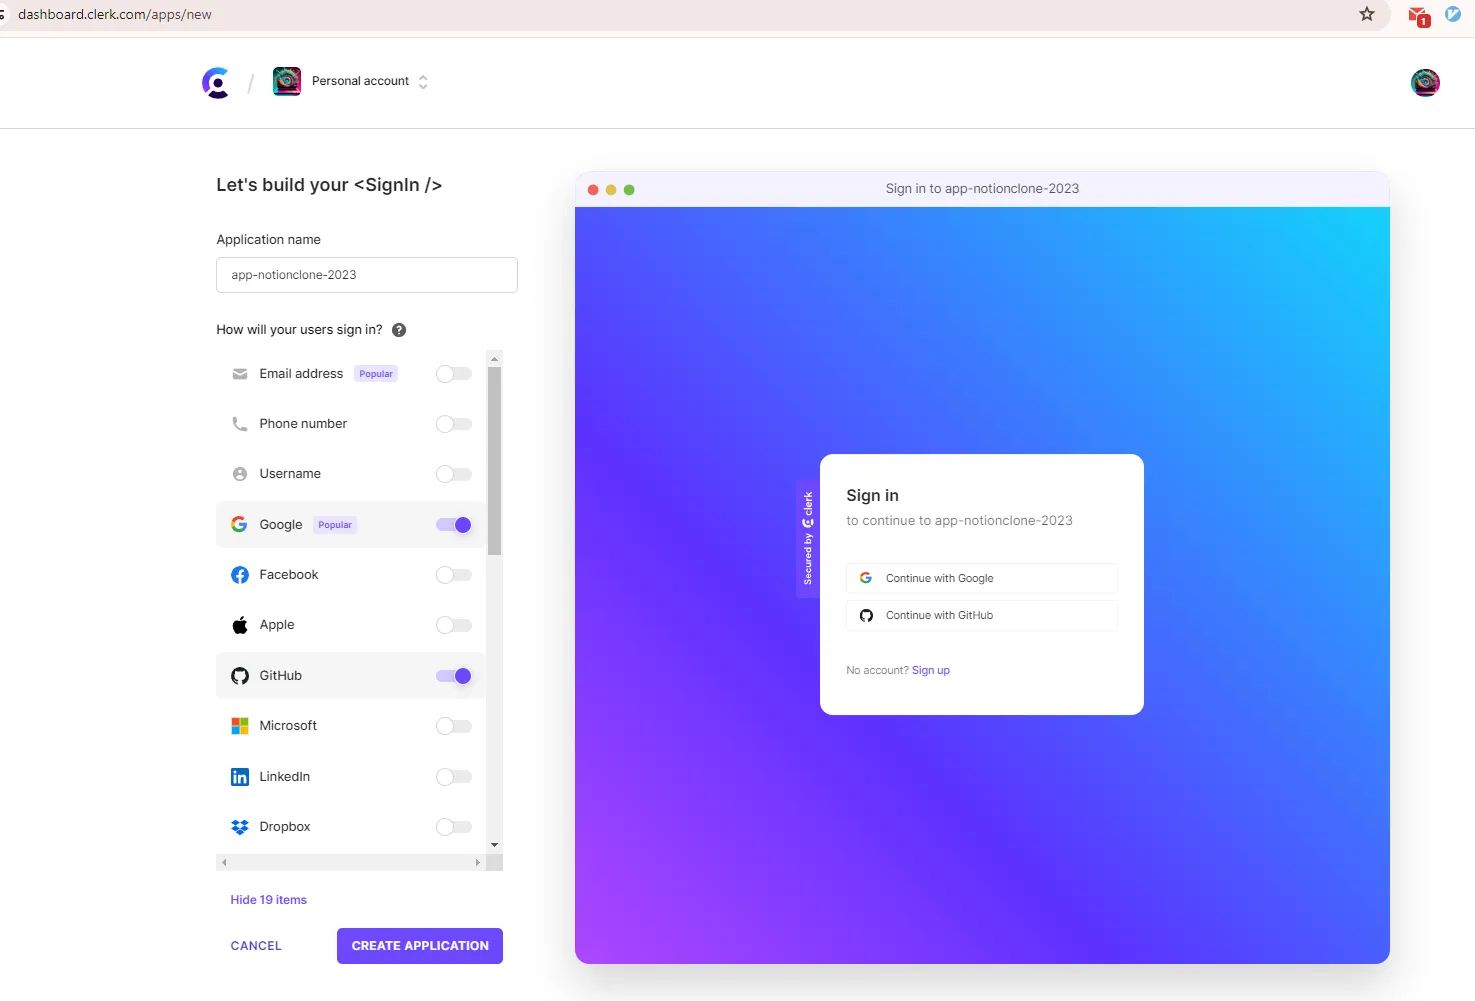 dashboard.clerk.com/apps/new
1
Personal account
Let's build your <SignIn />
Application name
app-notionclone-2023
How will your users sign in? ?
Email address Popular
Phone number
Username
Google Popular
Facebook
Apple
GitHub
Microsoft
LinkedIn
Dropbox
Hide 19 items
CANCEL
CREATE APPLICATION
Sign in to app-notionclone-2023
Secured by clerk
Sign in
to continue to app-notionclone-2023
Continue with Google
Continue with GitHub
No account? Sign up